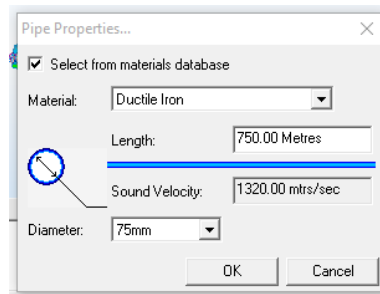 Pipe Properties...
Select from materials database
Material: Ductile Iron
Length: 750.00 Metres
Sound Velocity: 1320.00 mtrs/sec
Diameter: 75mm
OK Cancel